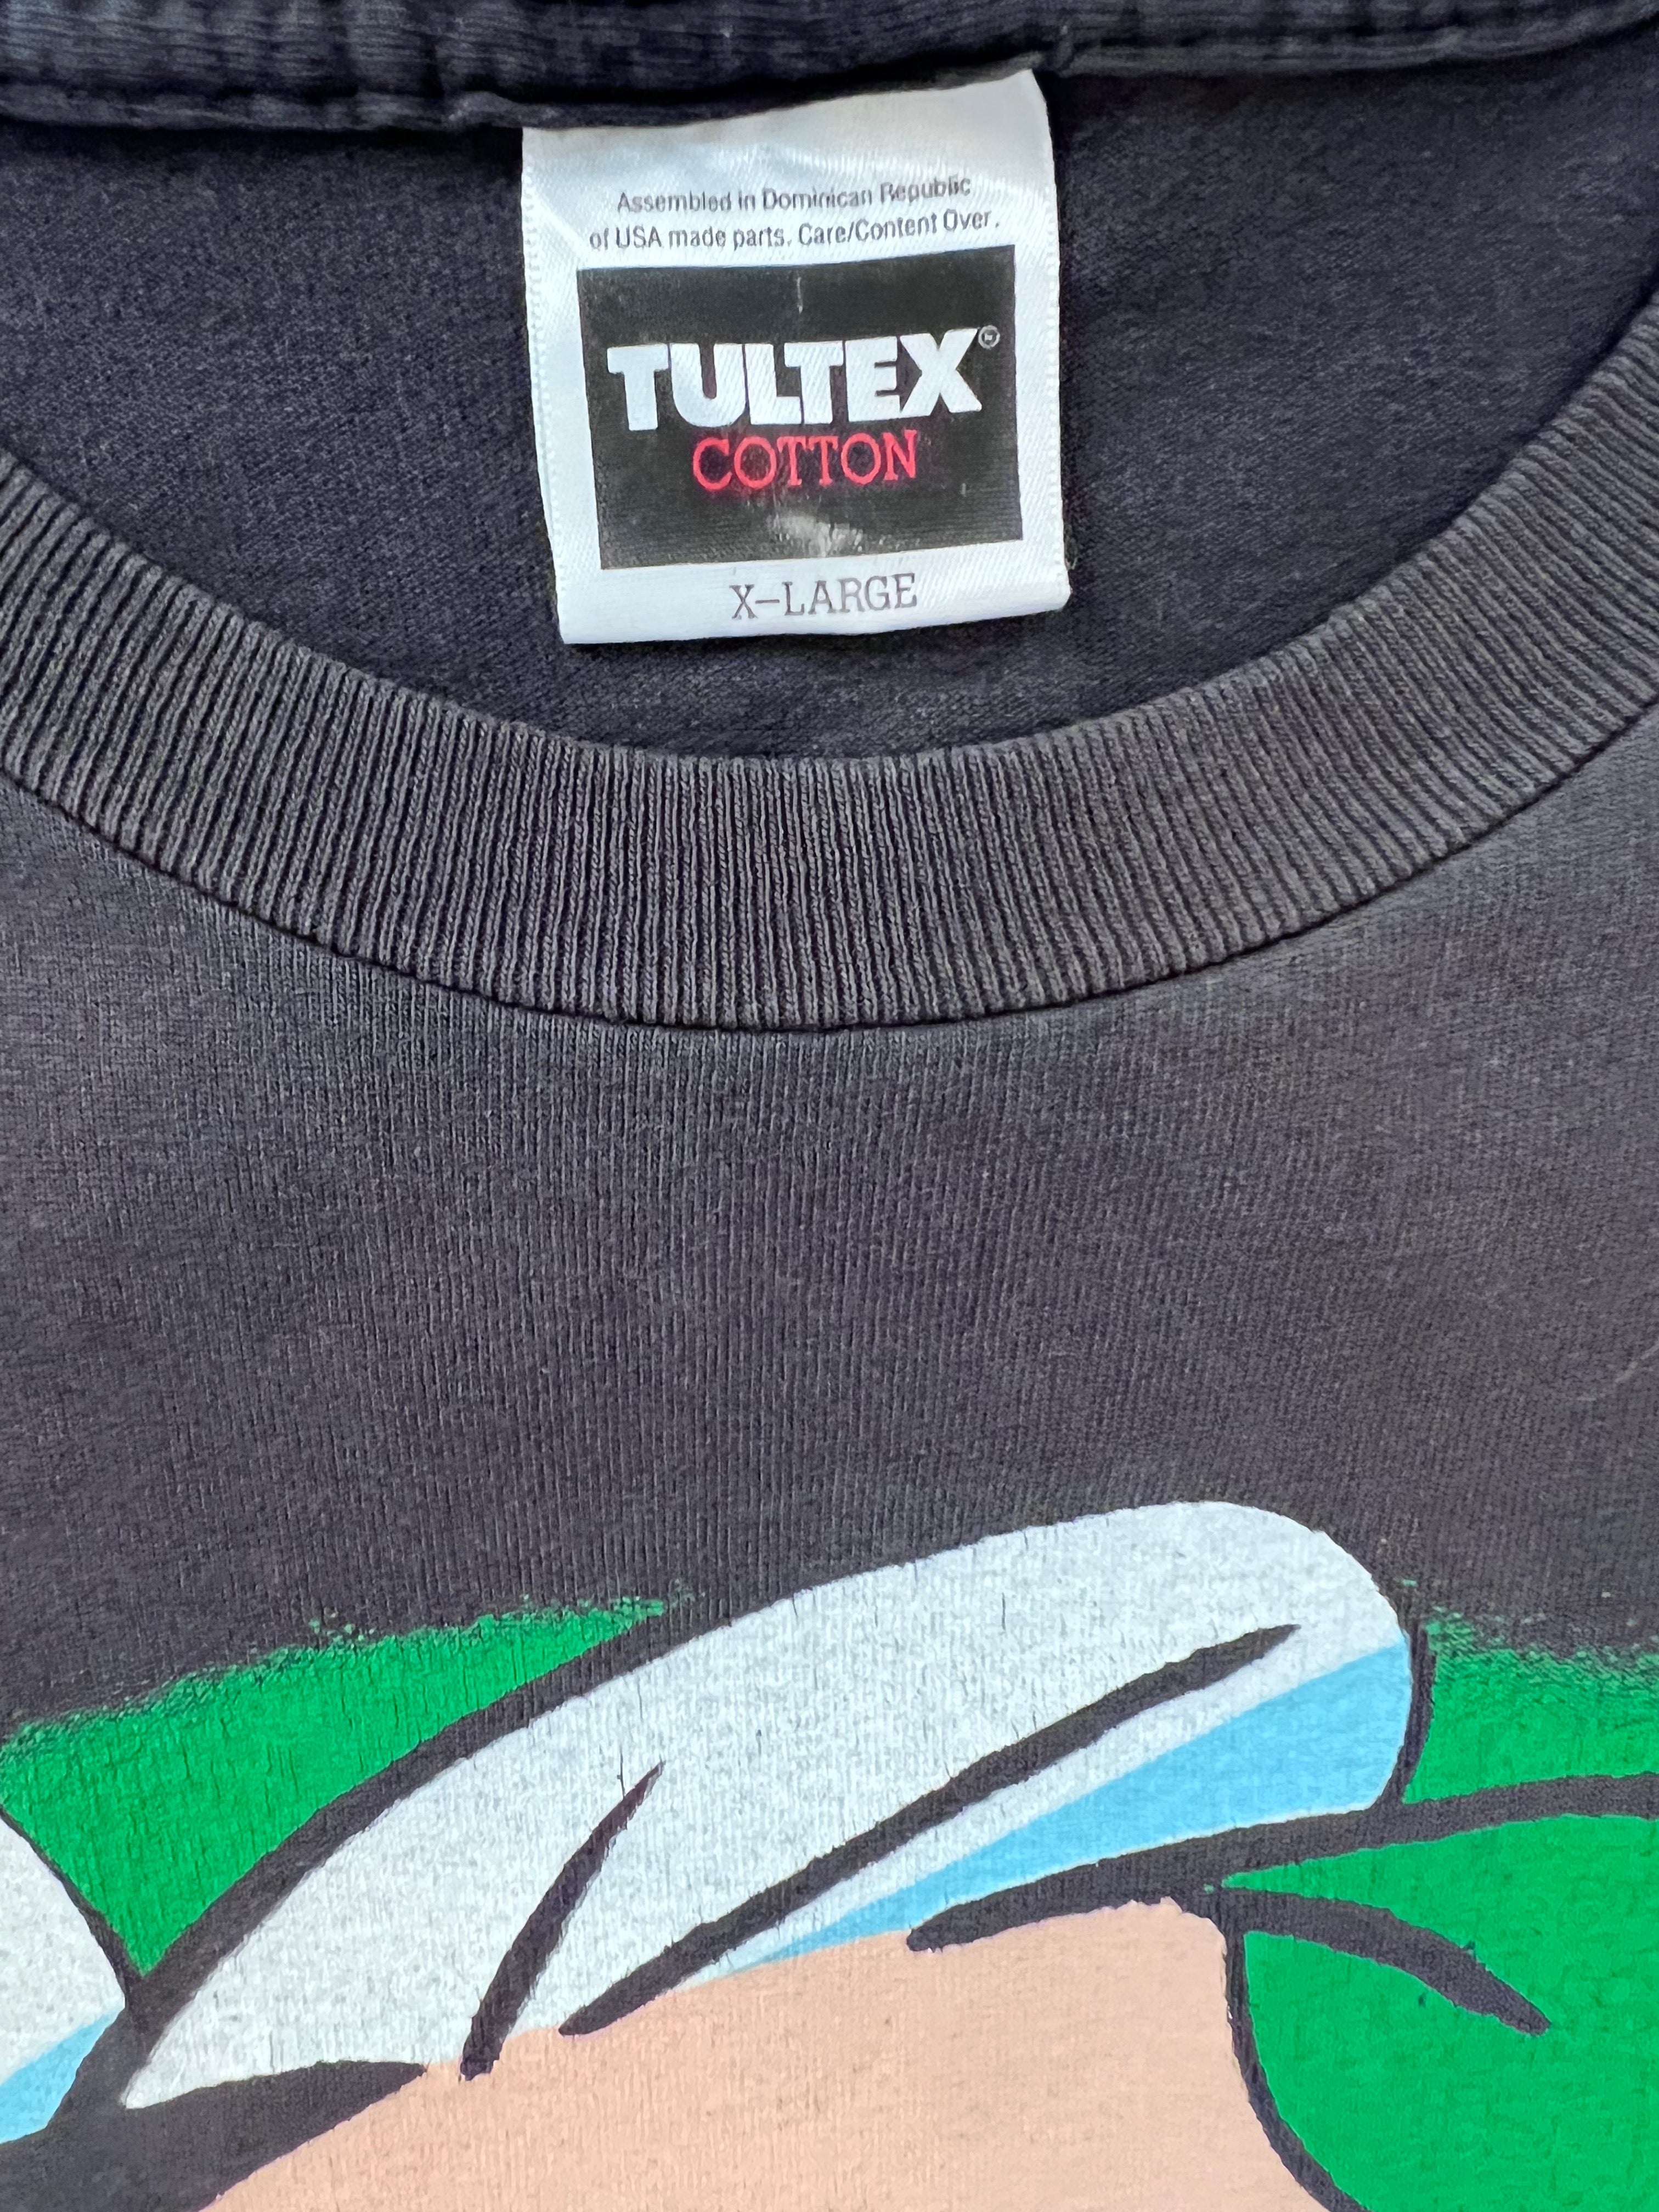 Assembled in Dominican Republic
of USA made parts. Care/Content Over.
TULTEX®
COTTON
X-LARGE